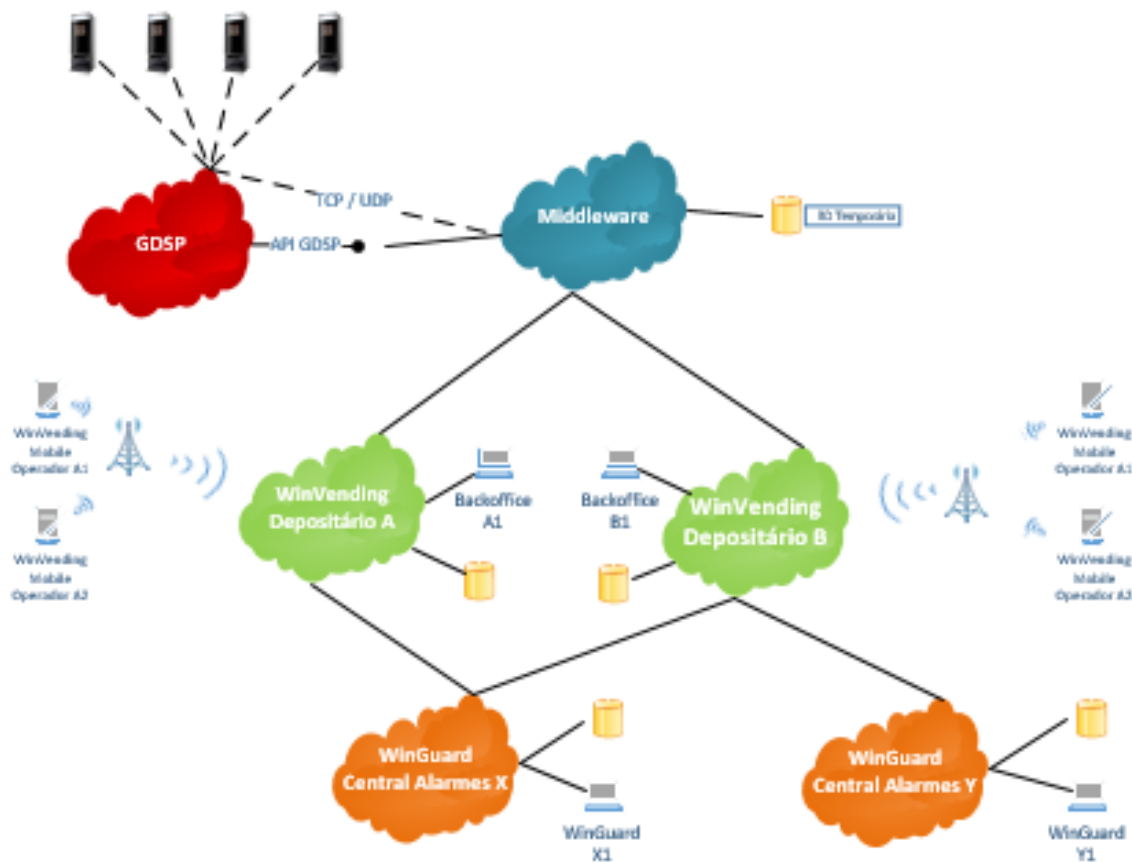 TCP / UDP
Middleware
BD Temporária
GDSP
API GDSP
WinVending
Mobile
Operador A1
WinVending
Mobile
Operador A1
WinVending
Depositário A
Backoffice
A1
Backoffice
B1
WinVending
Depositário B
WinVending
Mobile
Operador A2
WinVending
Mobile
Operador A2
WinGuard
Central Alarmes X
WinGuard
Central Alarmes Y
WinGuard
X1
WinGuard
Y1